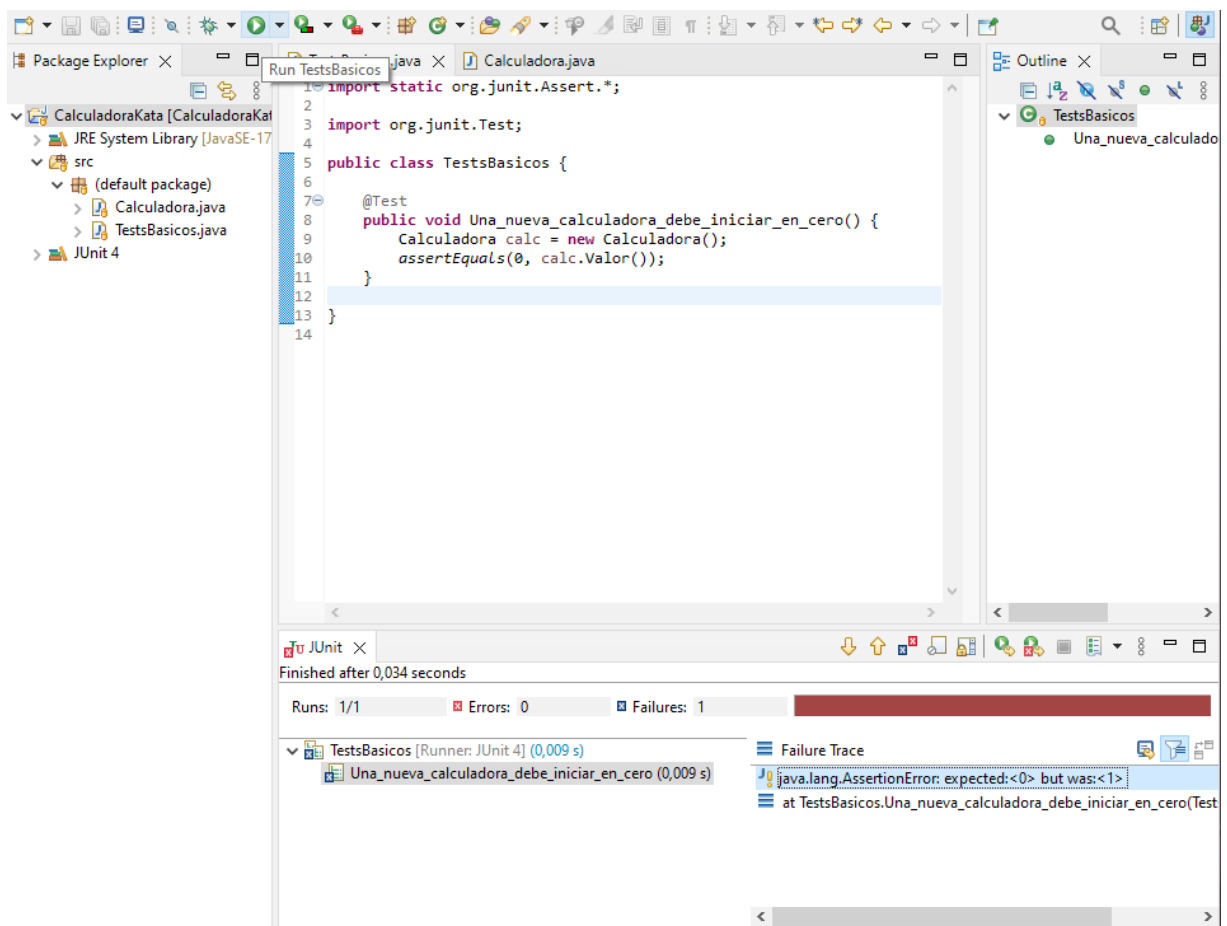 Package Explorer
TestsBasicos.java
Calculadora.java
Outline
Run TestsBasicos
CalculadoraKata [CalculadoraKat
JRE System Library [JavaSE-17
src
(default package)
Calculadora.java
TestsBasicos.java
JUnit 4
1 import static org.junit.Assert.*;
2
3 import org.junit.Test;
4
5 public class TestsBasicos {
6
7 @Test
8 public void Una_nueva_calculadora_debe_iniciar_en_cero() {
9 Calculadora calc = new Calculadora();
10 assertEquals(0, calc.Valor());
11 }
12
13 }
14
TestsBasicos
Una_nueva_calculado
JUnit
Finished after 0,034 seconds
Runs: 1/1 Errors: 0 Failures: 1
TestsBasicos [Runner: JUnit 4] (0,009 s)
Una_nueva_calculadora_debe_iniciar_en_cero (0,009 s)
Failure Trace
java.lang.AssertionError: expected:<0> but was:<1>
at TestsBasicos.Una_nueva_calculadora_debe_iniciar_en_cero(Test